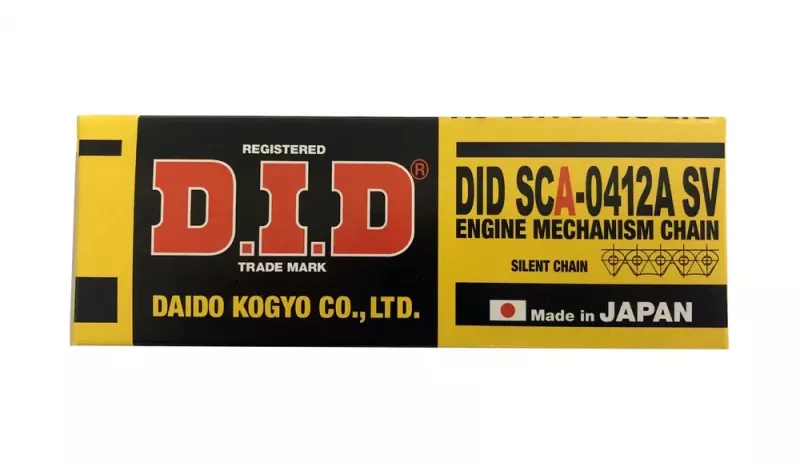 REGISTERED
D.I.D®
TRADE MARK
DAIDO KOGYO CO.,LTD.
DID SCA-0412A SV
ENGINE MECHANISM CHAIN
SILENT CHAIN
Made in JAPAN